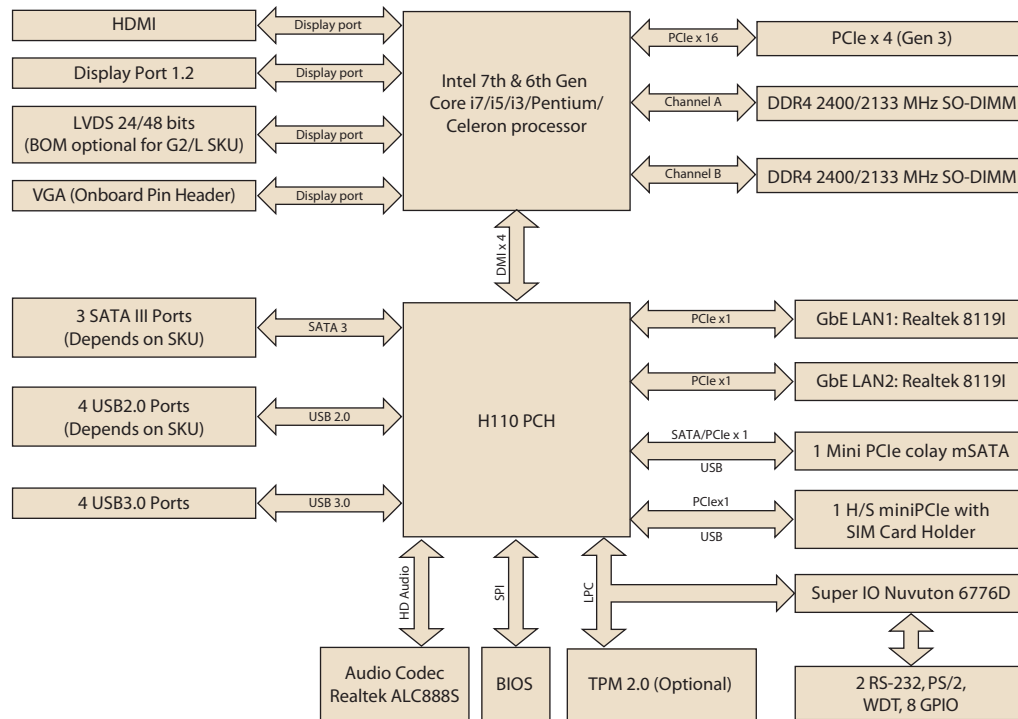 HDMI
Display port
Display Port 1.2
Display port
LVDS 24/48 bits
(BOM optional for G2/L SKU)
Display port
VGA (Onboard Pin Header)
Display port
Intel 7th & 6th Gen
Core i7/i5/i3/Pentium/
Celeron processor
PCIe x 16
PCIe x 4 (Gen 3)
Channel A
DDR4 2400/2133 MHz SO-DIMM
Channel B
DDR4 2400/2133 MHz SO-DIMM
DMI x 4
3 SATA III Ports
(Depends on SKU)
SATA 3
4 USB2.0 Ports
(Depends on SKU)
USB 2.0
4 USB3.0 Ports
USB 3.0
H110 PCH
PCIe x1
GbE LAN1: Realtek 8119I
PCIe x1
GbE LAN2: Realtek 8119I
SATA/PCIe x 1
USB
1 Mini PCIe colay mSATA
PCIex1
USB
1 H/S miniPCIe with
SIM Card Holder
HD Audio
SPI
LPC
Super IO Nuvuton 6776D
Audio Codec
Realtek ALC888S
BIOS
TPM 2.0 (Optional)
2 RS-232, PS/2,
WDT, 8 GPIO